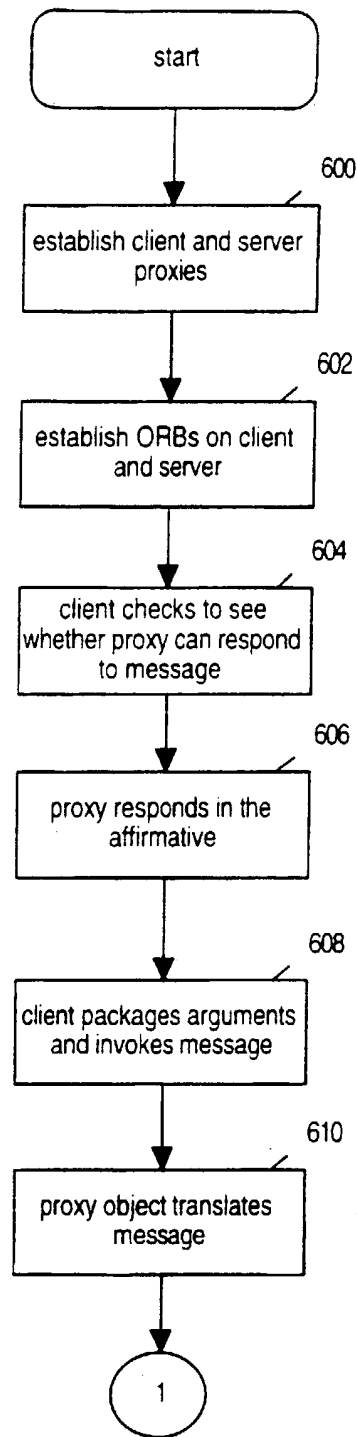 start
600
establish client and server
proxies
602
establish ORBs on client
and server
604
client checks to see
whether proxy can respond
to message
606
proxy responds in the
affirmative
608
client packages arguments
and invokes message
610
proxy object translates
message
1